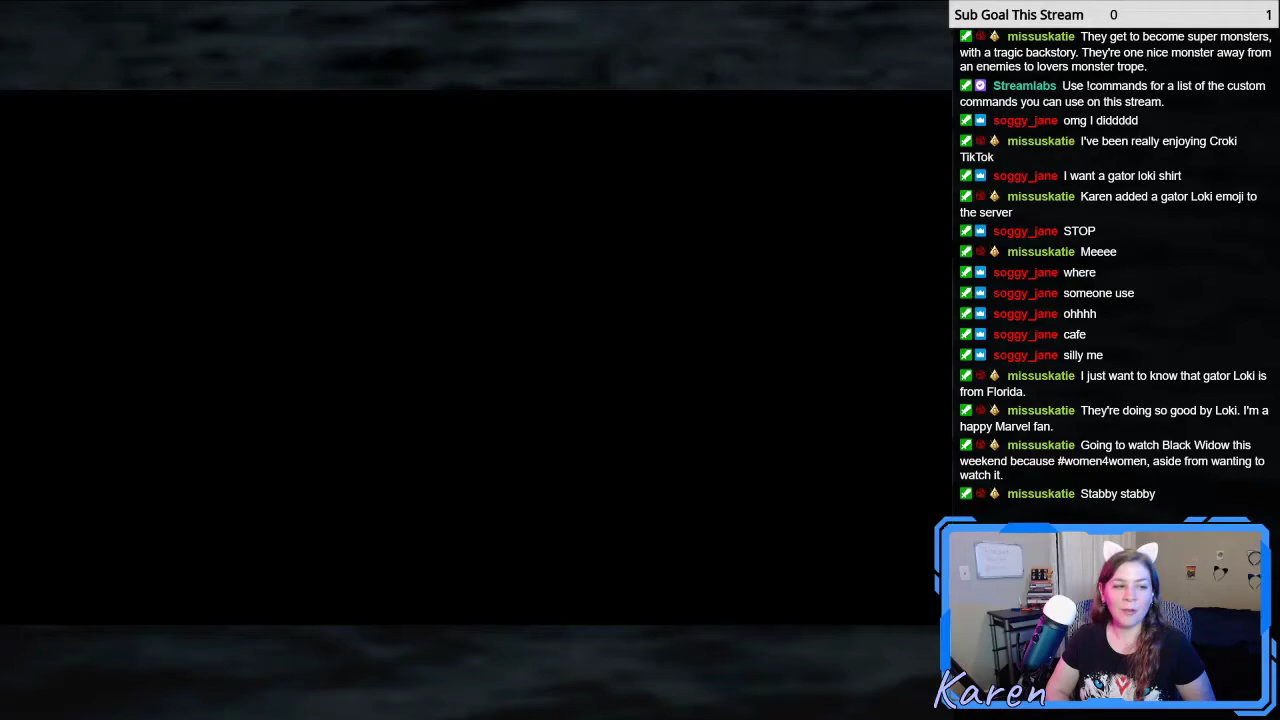 Sub Goal This Stream 0 1
missuskatie They get to become super monsters,
with a tragic backstory. They're one nice monster away from
an enemies to lovers monster trope.
Streamlabs Use !commands for a list of the custom
commands you can use on this stream.
soggy_jane omg I didddd
missuskatie I've been really enjoying Croki
TikTok
soggy_jane I want a gator loki shirt
missuskatie Karen added a gator Loki emoji to
the server
soggy_jane STOP
missuskatie Meeee
soggy_jane where
soggy_jane someone use
soggy_jane ohhhh
soggy_jane cafe
soggy_jane silly me
missuskatie I just want to know that gator Loki is
from Florida.
missuskatie They're doing so good by Loki. I'm a
happy Marvel fan.
missuskatie Going to watch Black Widow this
weekend because #women4women, aside from wanting to
watch it.
missuskatie Stabby stabby
Karen